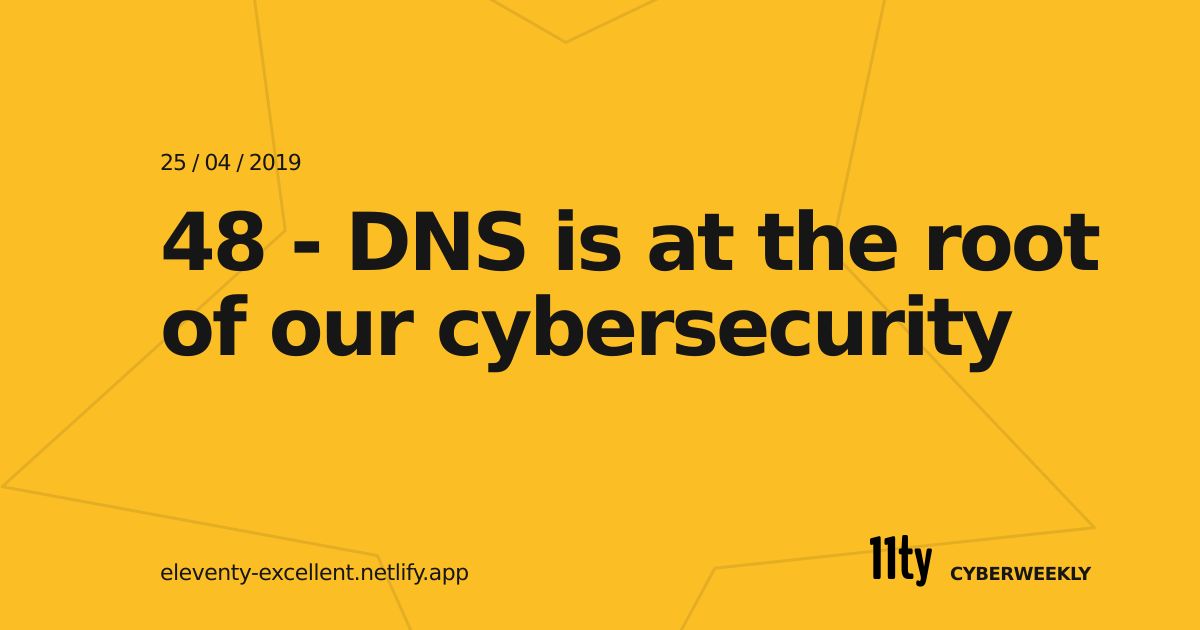 25 / 04 / 2019
48 - DNS is at the root
of our cybersecurity
eleventy-excellent.netlify.app
11ty CYBERWEEKLY